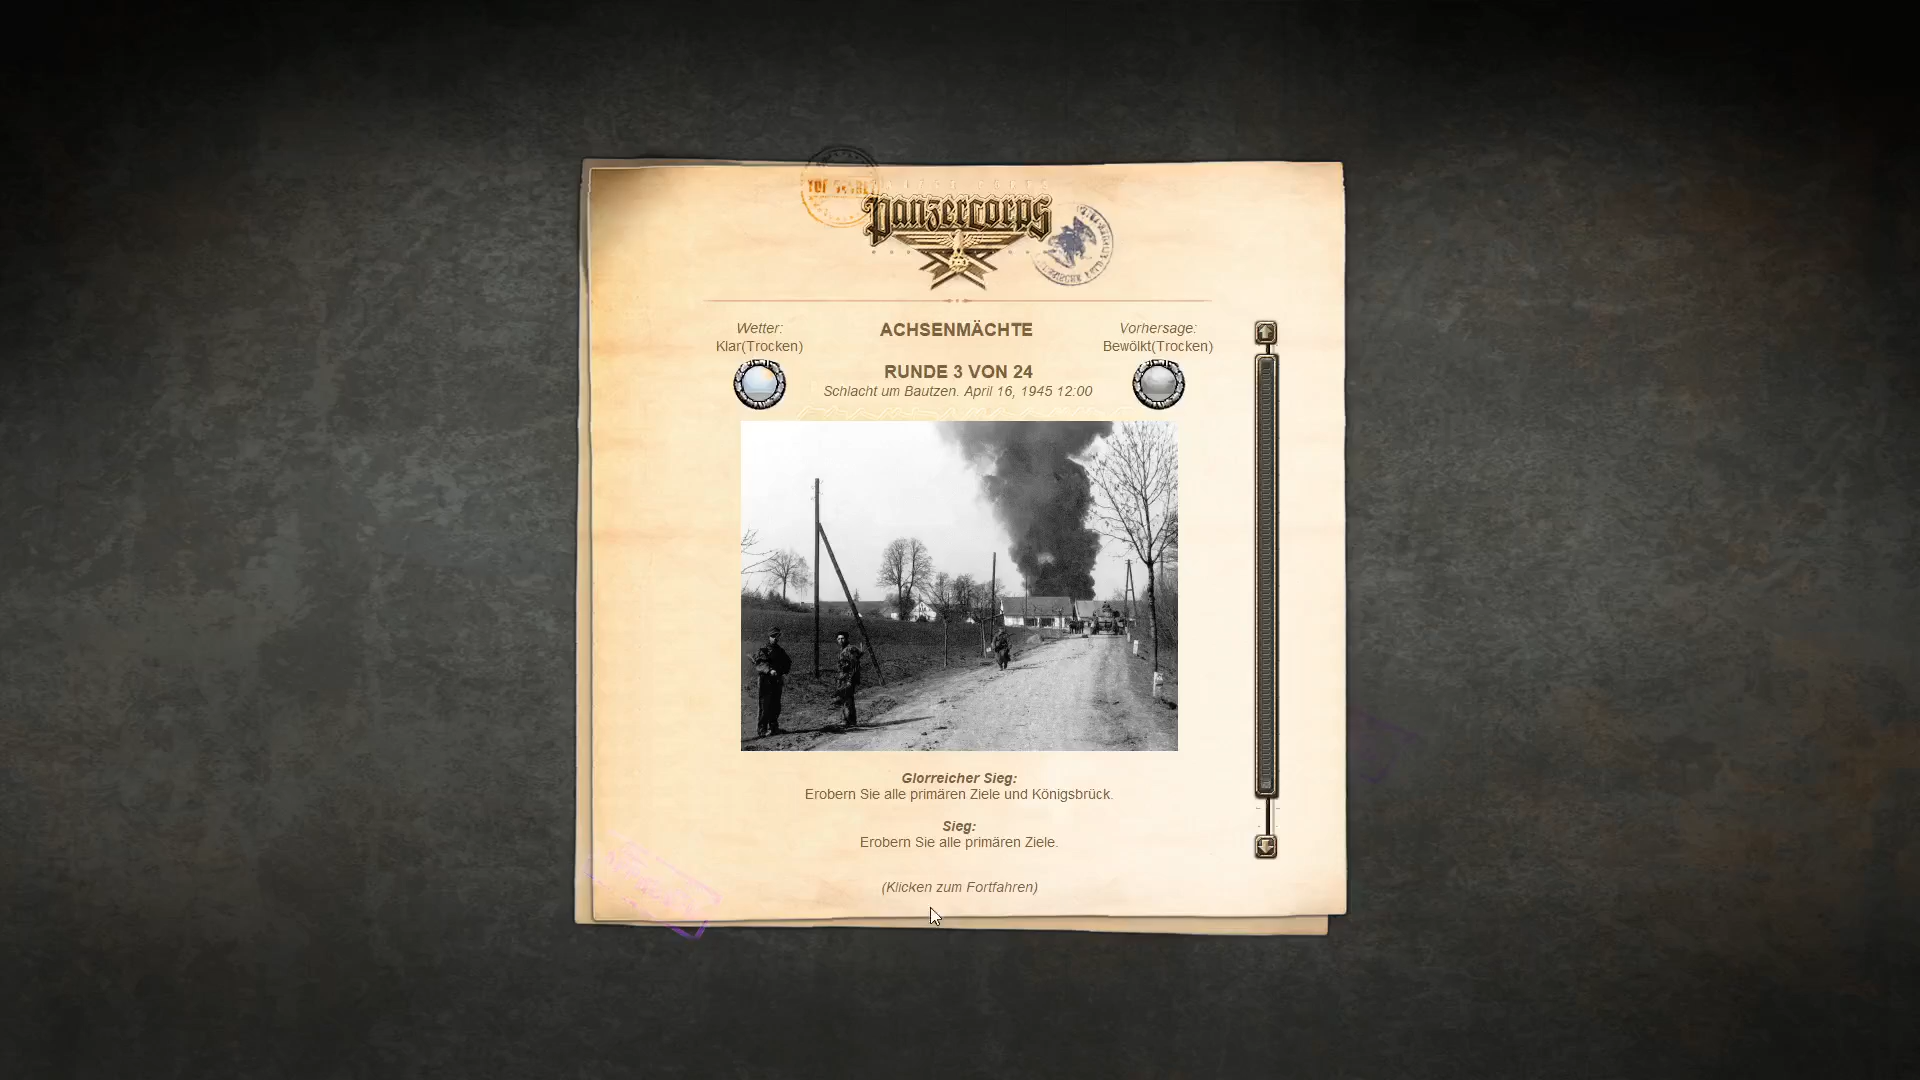 TOP SECRET
Panzercorps
Wetter:
Klar(Trocken)
ACHSENMÄCHTE
Vorhersage:
Bewölkt(Trocken)
RUNDE 3 VON 24
Schlacht um Bautzen. April 16, 1945 12:00
Glorreicher Sieg:
Erobern Sie alle primären Ziele und Königsbrück.
Sieg:
Erobern Sie alle primären Ziele.
(Klicken zum Fortfahren)